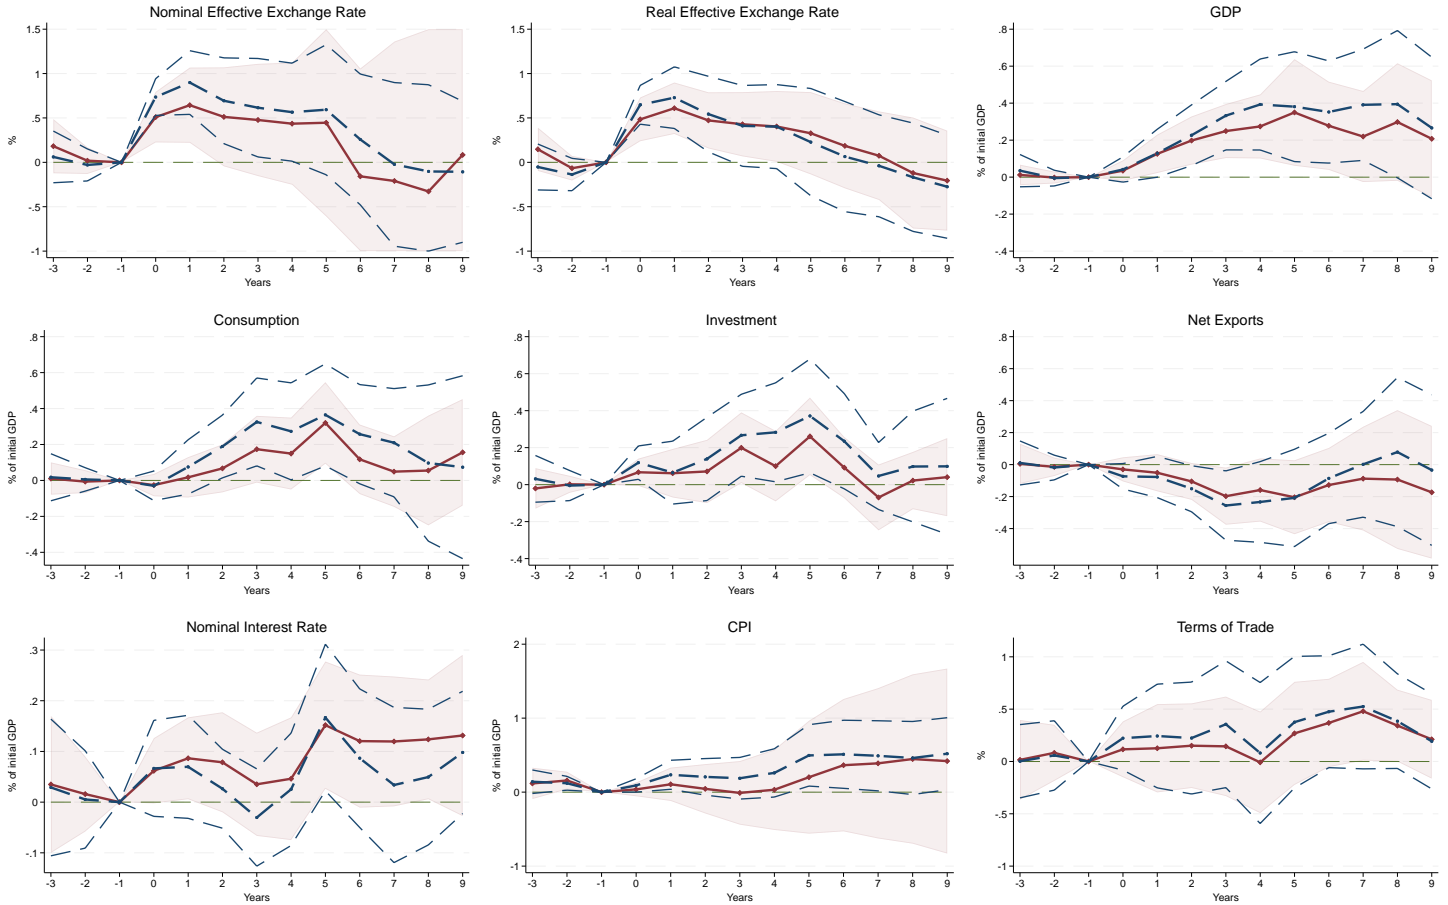 Nominal Effective Exchange Rate
%
1.5
1
.5
0
-.5
-1
-3 -2 -1 0 1 2 3 4 5 6 7 8 9
Years
Real Effective Exchange Rate
%
1.5
1
.5
0
-.5
-1
-3 -2 -1 0 1 2 3 4 5 6 7 8 9
Years
GDP
% of initial GDP
.8
.6
.4
.2
0
-.2
-.4
-3 -2 -1 0 1 2 3 4 5 6 7 8 9
Years
Consumption
% of initial GDP
.8
.6
.4
.2
0
-.2
-.4
-3 -2 -1 0 1 2 3 4 5 6 7 8 9
Years
Investment
% of initial GDP
.8
.6
.4
.2
0
-.2
-.4
-3 -2 -1 0 1 2 3 4 5 6 7 8 9
Years
Net Exports
% of initial GDP
.8
.6
.4
.2
0
-.2
-.4
-3 -2 -1 0 1 2 3 4 5 6 7 8 9
Years
Nominal Interest Rate
% of initial GDP
.3
.2
.1
0
-.1
-3 -2 -1 0 1 2 3 4 5 6 7 8 9
Years
CPI
% of initial GDP
2
1
0
-1
-3 -2 -1 0 1 2 3 4 5 6 7 8 9
Years
Terms of Trade
%
1
.5
0
-.5
-1
-3 -2 -1 0 1 2 3 4 5 6 7 8 9
Years